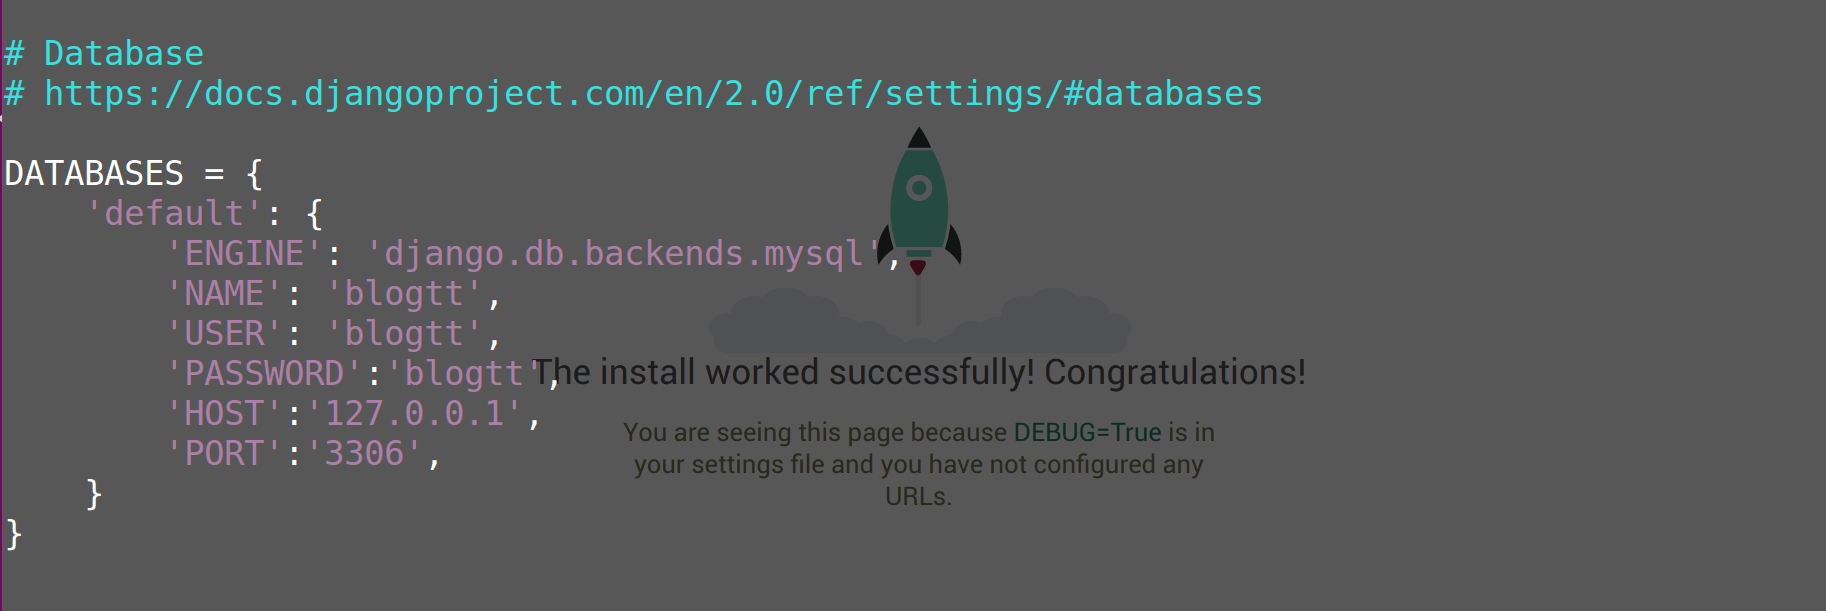 # Database
# https://docs.djangoproject.com/en/2.0/ref/settings/#databases
DATABASES = {
    'default': {
        'ENGINE': 'django.db.backends.mysql',
        'NAME': 'blogtt',
        'USER': 'blogtt',
        'PASSWORD':'blogtt',
        'HOST':'127.0.0.1',
        'PORT':'3306',
    }
}
The install worked successfully! Congratulations!
You are seeing this page because DEBUG=True is in
your settings file and you have not configured any
URLs.